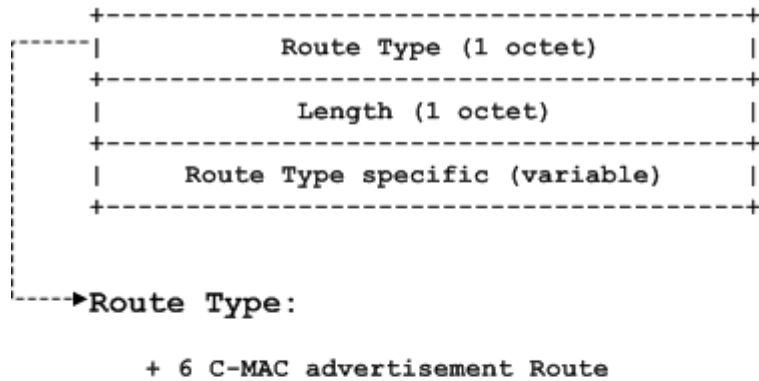 Route Type (1 octet)
Length (1 octet)
Route Type specific (variable)
Route Type:
+ 6 C-MAC advertisement Route